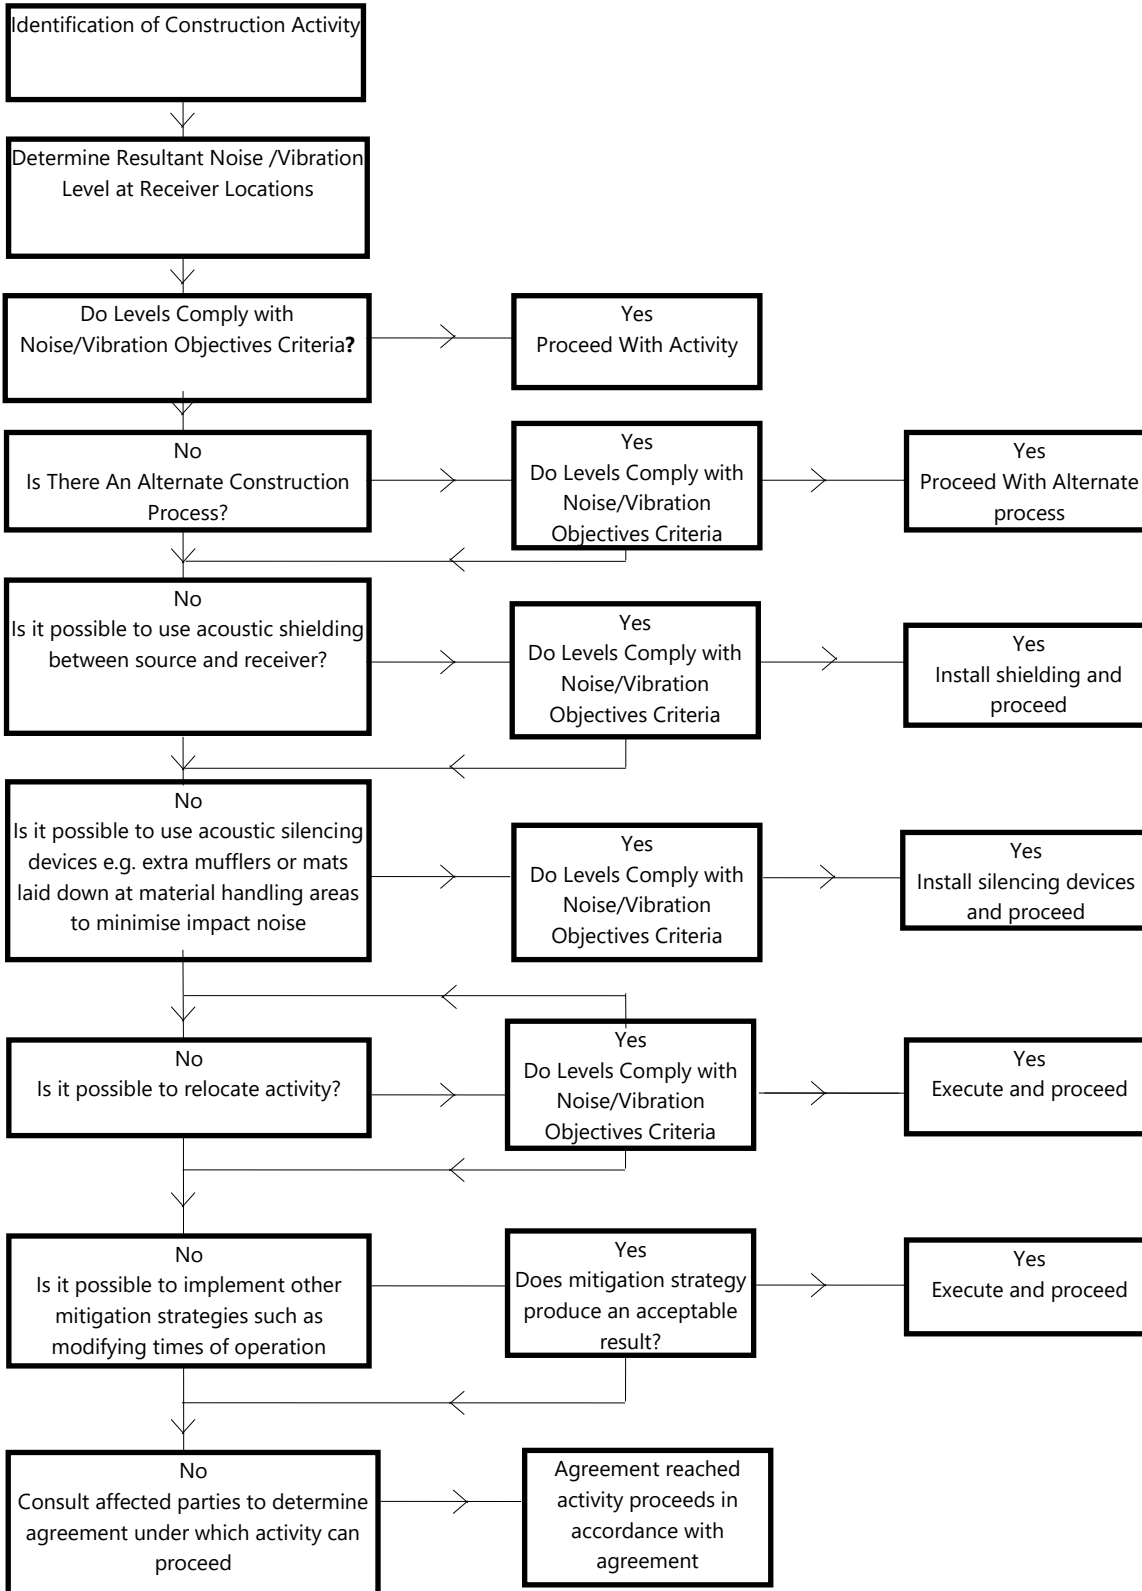 Identification of Construction Activity
Determine Resultant Noise /Vibration
Level at Receiver Locations
Do Levels Comply with
Noise/Vibration Objectives Criteria?
Yes
Proceed With Activity
No
Is There An Alternate Construction
Process?
Yes
Do Levels Comply with
Noise/Vibration
Objectives Criteria
Yes
Proceed With Alternate
process
No
Is it possible to use acoustic shielding
between source and receiver?
Yes
Do Levels Comply with
Noise/Vibration
Objectives Criteria
Yes
Install shielding and
proceed
No
Is it possible to use acoustic silencing
devices e.g. extra mufflers or mats
laid down at material handling areas
to minimise impact noise
Yes
Do Levels Comply with
Noise/Vibration
Objectives Criteria
Yes
Install silencing devices
and proceed
No
Is it possible to relocate activity?
Yes
Do Levels Comply with
Noise/Vibration
Objectives Criteria
Yes
Execute and proceed
No
Is it possible to implement other
mitigation strategies such as
modifying times of operation
Yes
Does mitigation strategy
produce an acceptable
result?
Yes
Execute and proceed
No
Consult affected parties to determine
agreement under which activity can
proceed
Agreement reached
activity proceeds in
accordance with
agreement